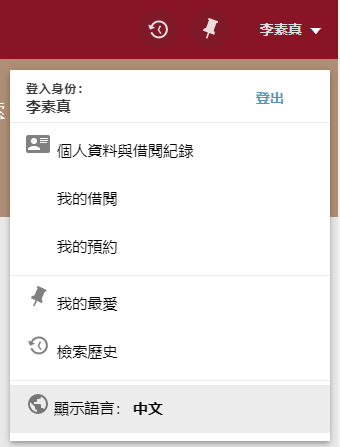 李素真
登入身份：
李素真
登出
個人資料與借閱紀錄
我的借閱
我的預約
我的最愛
檢索歷史
顯示語言： 中文